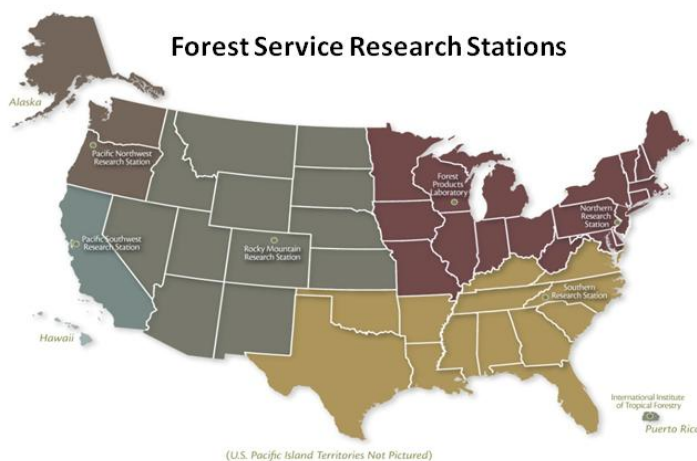 Forest Service Research Stations
Alaska
Pacific Northwest
Research Station
Forest
Products
Laboratory
Northern
Research
Station
Pacific Southwest
Research Station
Rocky Mountain
Research Station
Southern
Research Station
Hawaii
International Institute
of Tropical Forestry
Puerto Rico
(U.S. Pacific Island Territories Not Pictured)